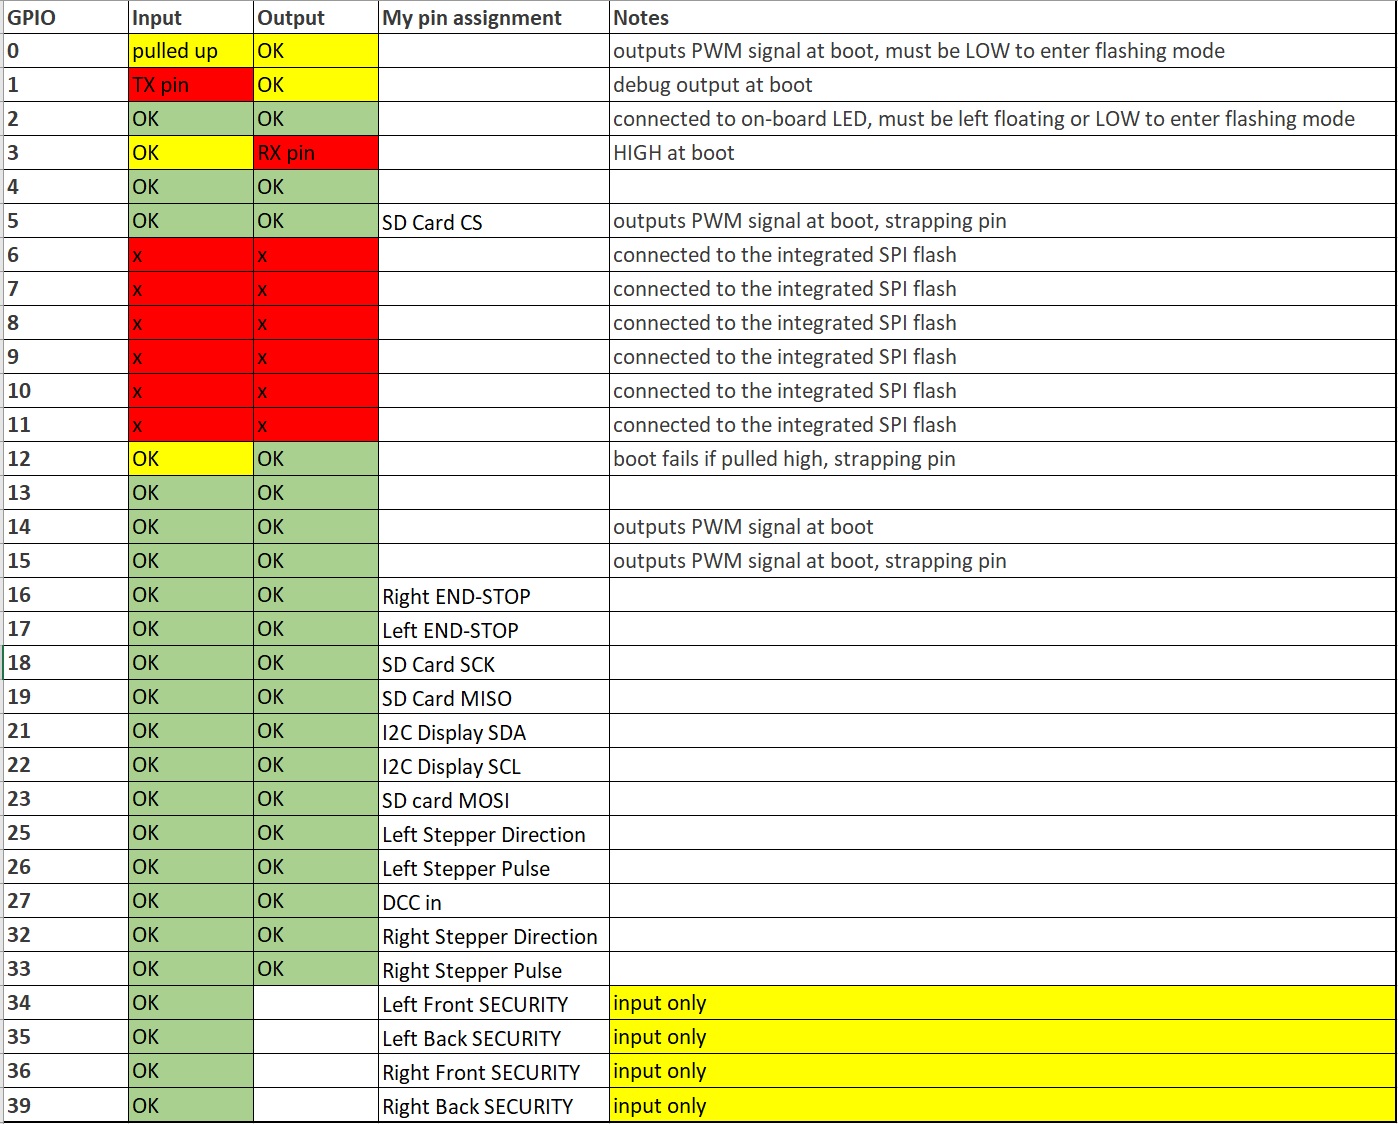 GPIO Input Output My pin assignment Notes
0 pulled up OK outputs PWM signal at boot, must be LOW to enter flashing mode
1 TX pin OK debug output at boot
2 OK OK connected to on-board LED, must be left floating or LOW to enter flashing mode
3 OK RX pin HIGH at boot
4 OK OK
5 OK OK SD Card CS outputs PWM signal at boot, strapping pin
6 x x connected to the integrated SPI flash
7 x x connected to the integrated SPI flash
8 x x connected to the integrated SPI flash
9 x x connected to the integrated SPI flash
10 x x connected to the integrated SPI flash
11 x x connected to the integrated SPI flash
12 OK OK boot fails if pulled high, strapping pin
13 OK OK
14 OK OK outputs PWM signal at boot
15 OK OK outputs PWM signal at boot, strapping pin
16 OK OK Right END-STOP
17 OK OK Left END-STOP
18 OK OK SD Card SCK
19 OK OK SD Card MISO
21 OK OK I2C Display SDA
22 OK OK I2C Display SCL
23 OK OK SD card MOSI
25 OK OK Left Stepper Direction
26 OK OK Left Stepper Pulse
27 OK OK DCC in
32 OK OK Right Stepper Direction
33 OK OK Right Stepper Pulse
34 OK Left Front SECURITY input only
35 OK Left Back SECURITY input only
36 OK Right Front SECURITY input only
39 OK Right Back SECURITY input only